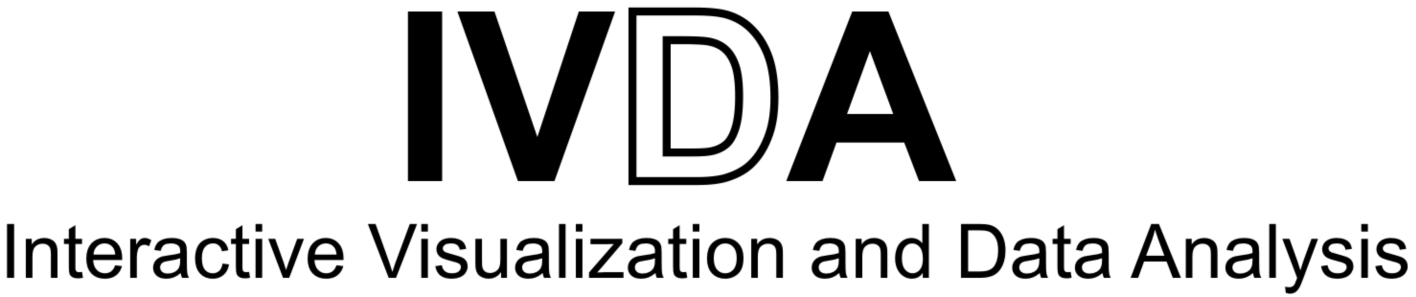 IVDA
Interactive Visualization and Data Analysis